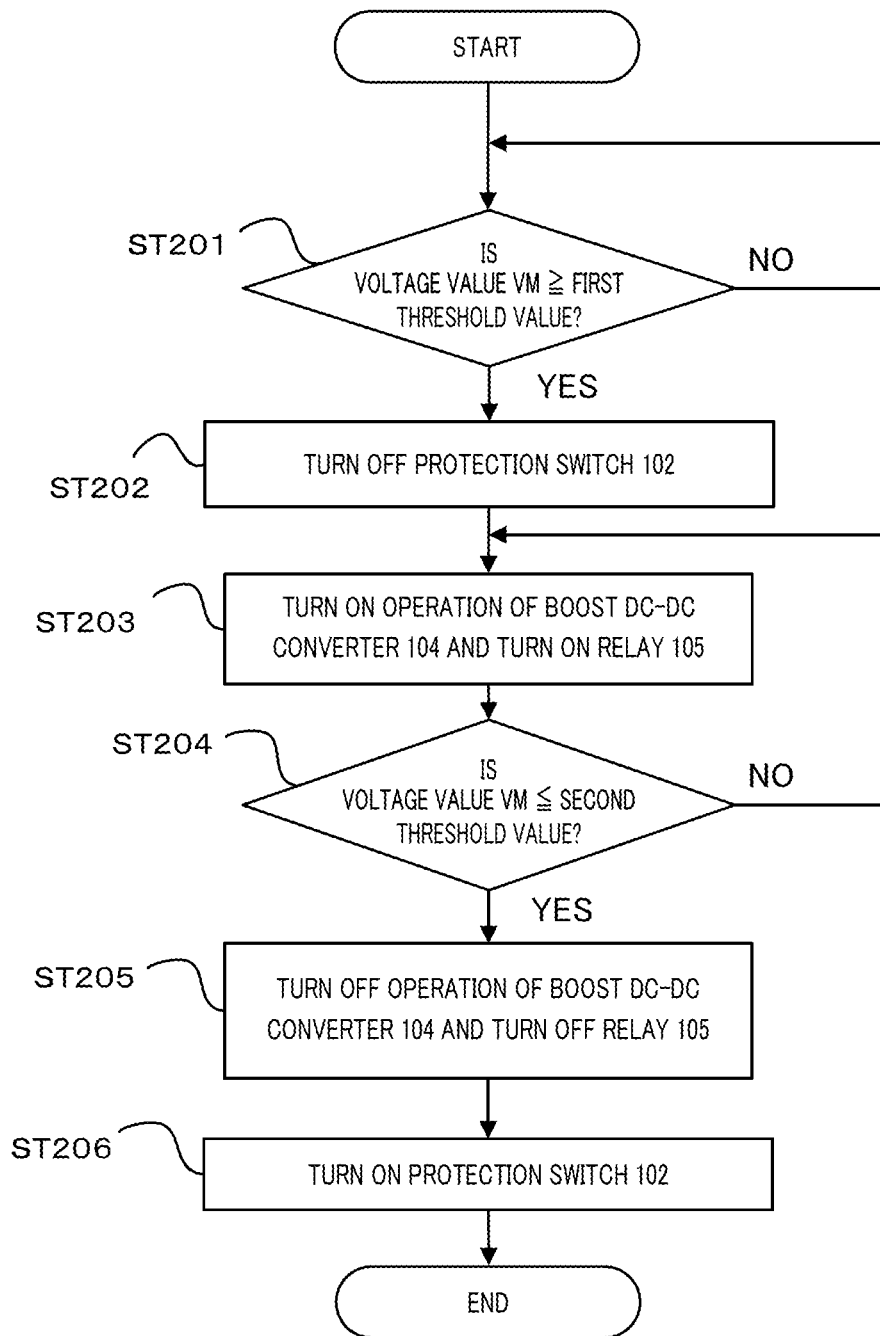 START
ST201
IS
VOLTAGE VALUE VM ≧ FIRST
THRESHOLD VALUE?
NO
YES
ST202
TURN OFF PROTECTION SWITCH 102
ST203
TURN ON OPERATION OF BOOST DC-DC
CONVERTER 104 AND TURN ON RELAY 105
ST204
IS
VOLTAGE VALUE VM ≦ SECOND
THRESHOLD VALUE?
NO
YES
ST205
TURN OFF OPERATION OF BOOST DC-DC
CONVERTER 104 AND TURN OFF RELAY 105
ST206
TURN ON PROTECTION SWITCH 102
END